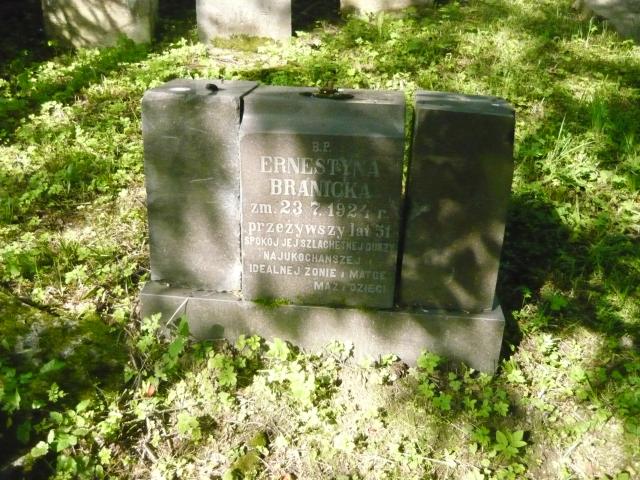 B.P.
ERNESTYNA
BRANICKA
zm. 23 7. 1924 r.
przeżywszy lat 51
SPOKÓJ JEJ SZLACHETNEJ DUSZY
NAJUKOCHAŃSZEJ
IDEALNEJ ŻONIE i MATCE
MĄŻ i DZIECI